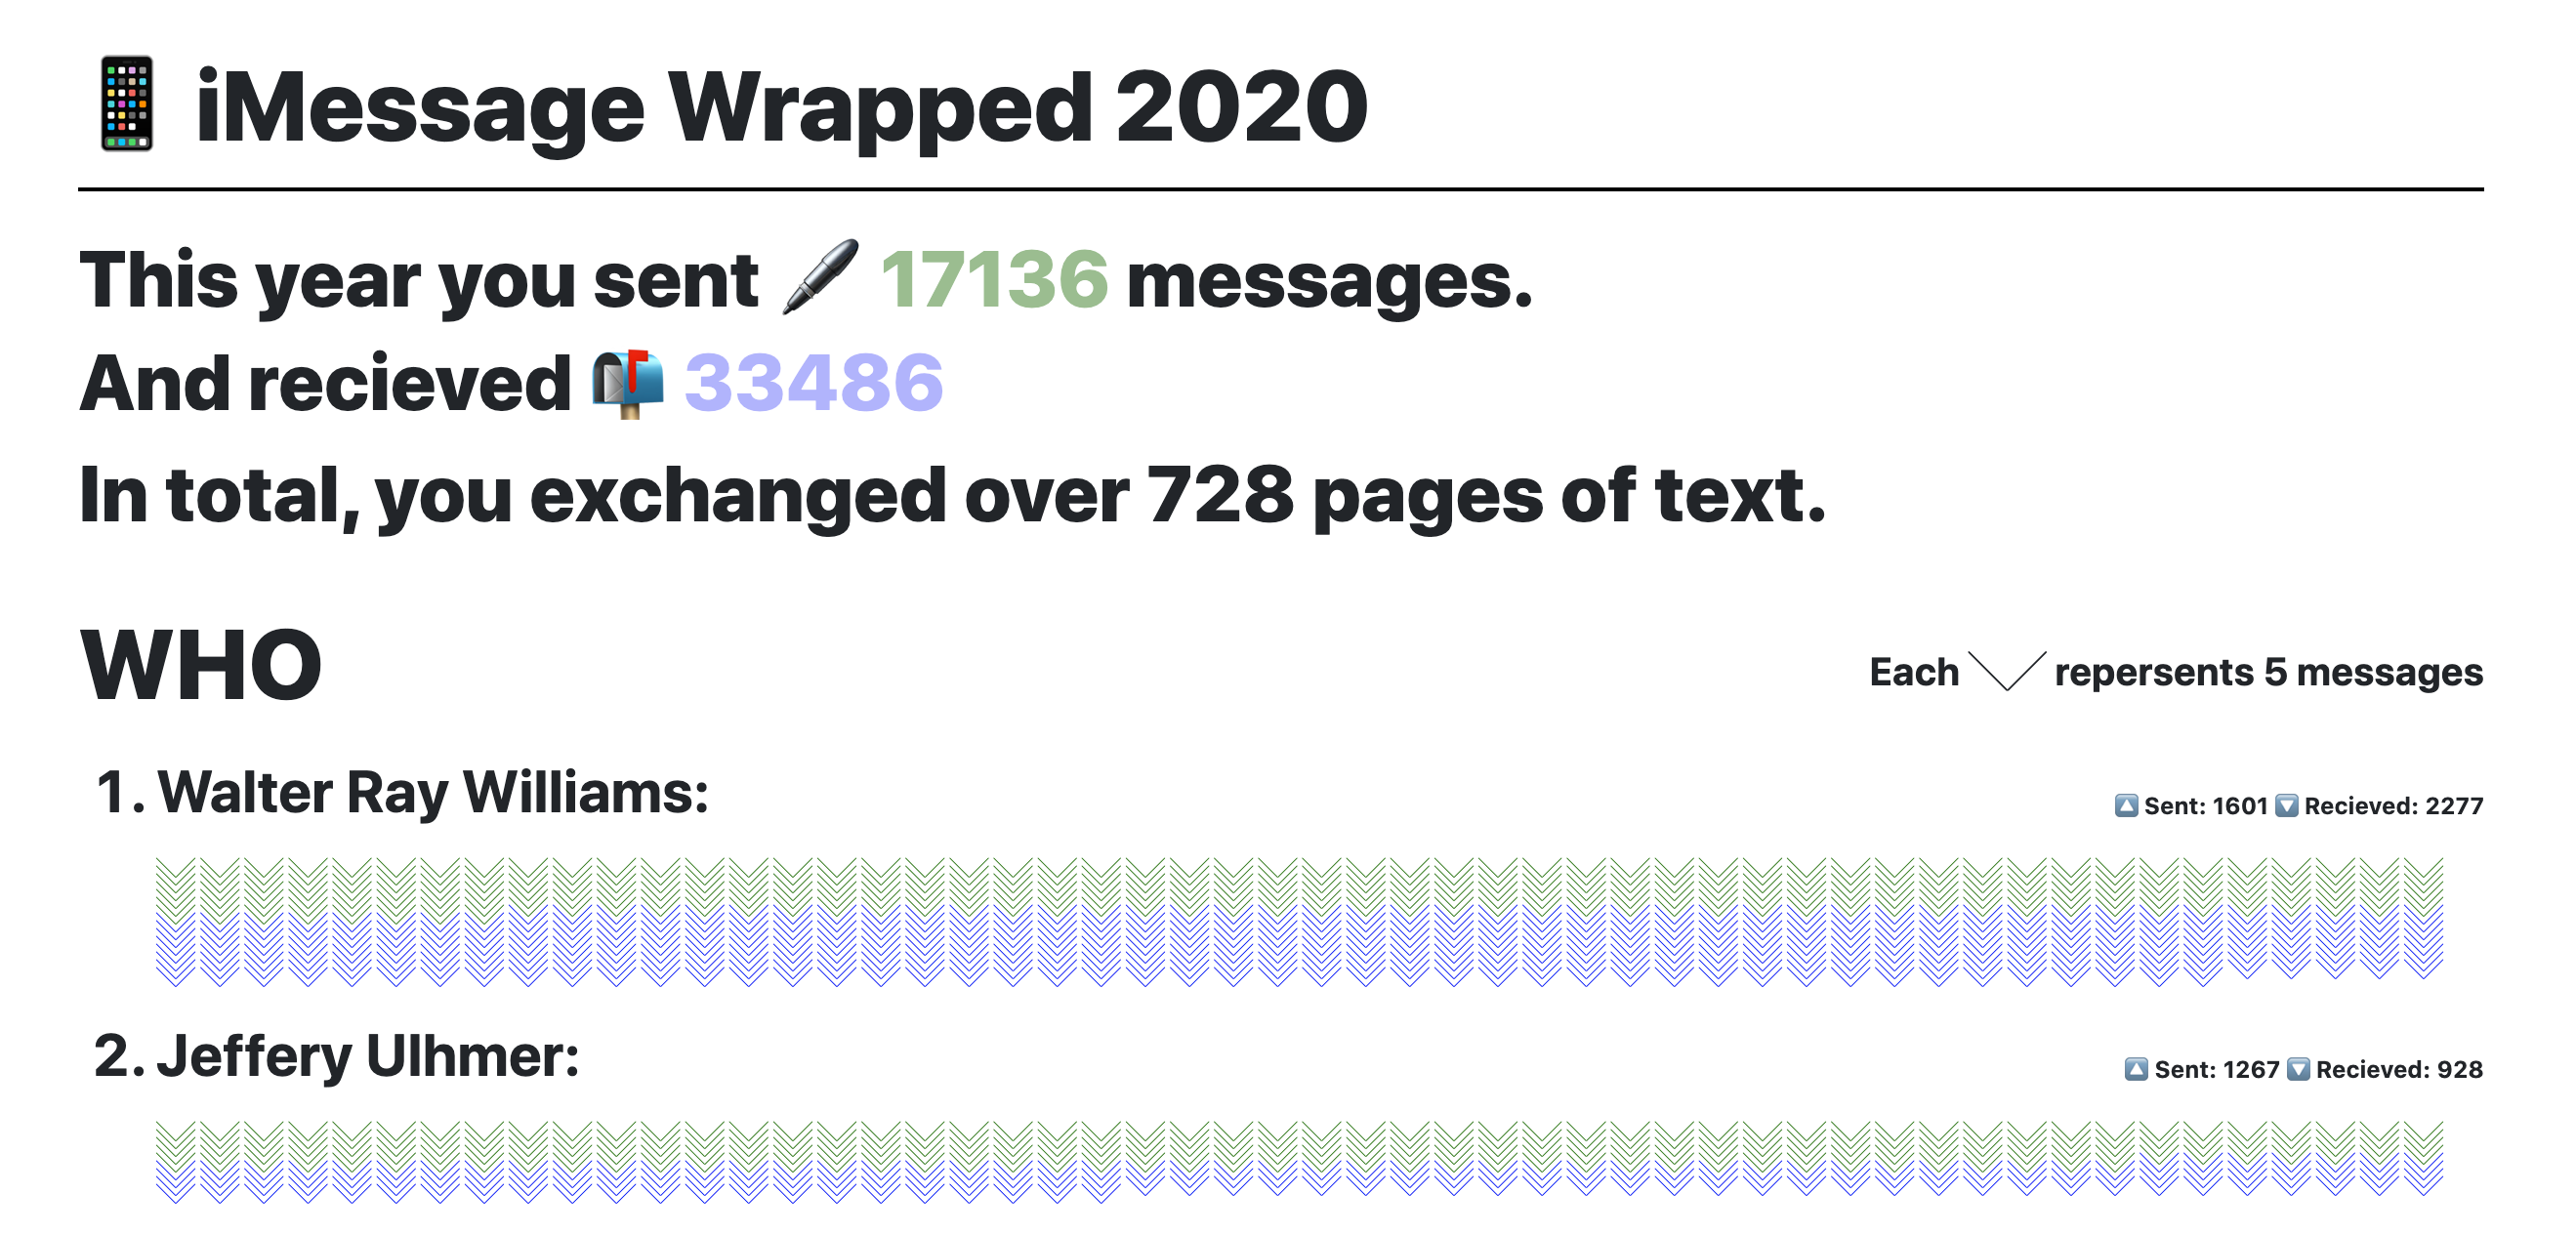 iMessage Wrapped 2020
This year you sent 17136 messages.
And recieved 33486
In total, you exchanged over 728 pages of text.
WHO
Each repersents 5 messages
1. Walter Ray Williams:
Sent: 1601 Recieved: 2277
2. Jeffery Ulhmer:
Sent: 1267 Recieved: 928